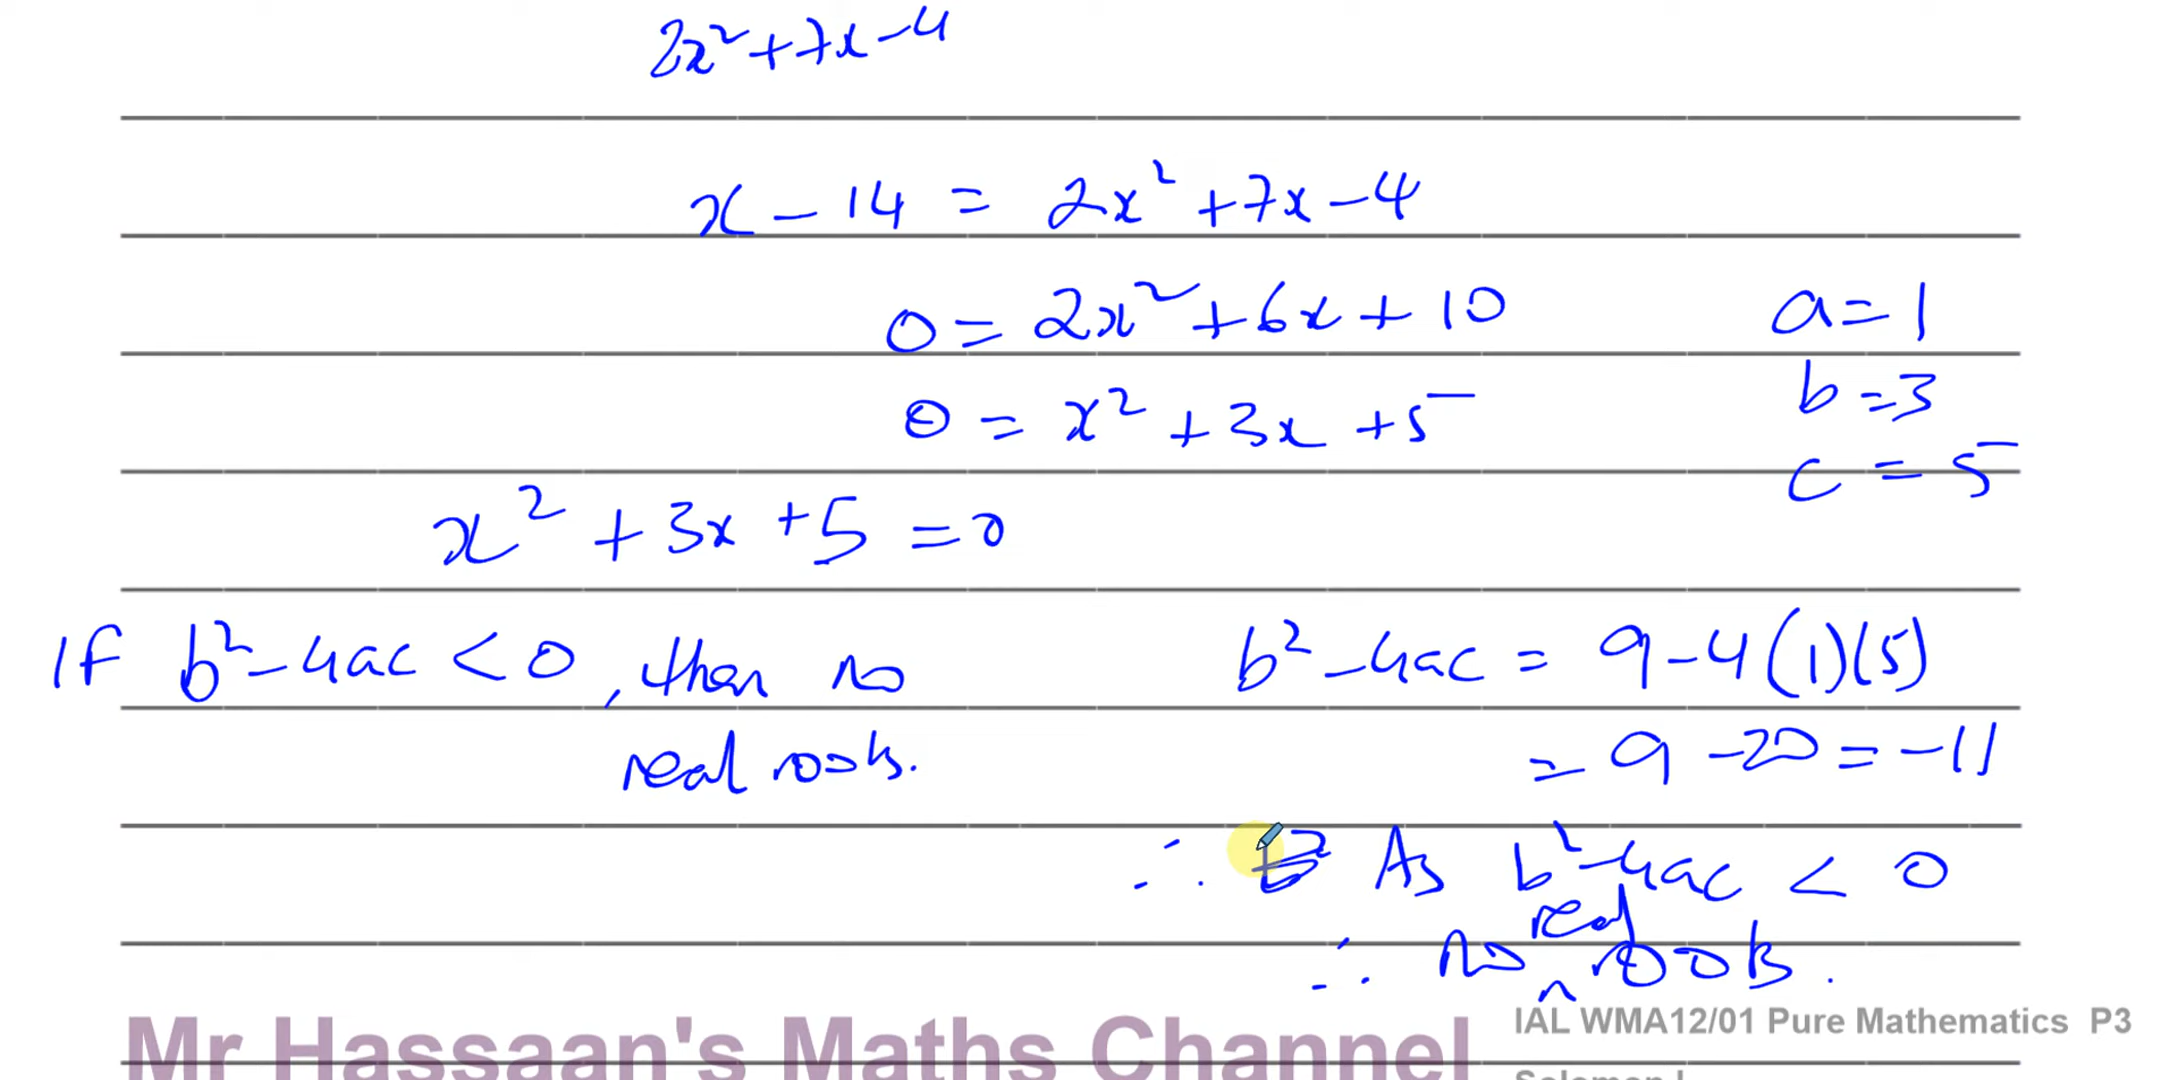 2x² + 7x - 4
x - 14 = 2x² + 7x - 4
0 = 2x² + 6x + 10
a = 1
0 = x² + 3x + 5
b = 3
c = 5
x² + 3x + 5 = 0
If b² - 4ac < 0, then no
real roots.
b² - 4ac = 9 - 4(1)(5)
= 9 - 20 = -11
∴ As b² - 4ac < 0
∴ no real roots.
Mr Hassaan's Maths Channel
IAL WMA12/01 Pure Mathematics P3